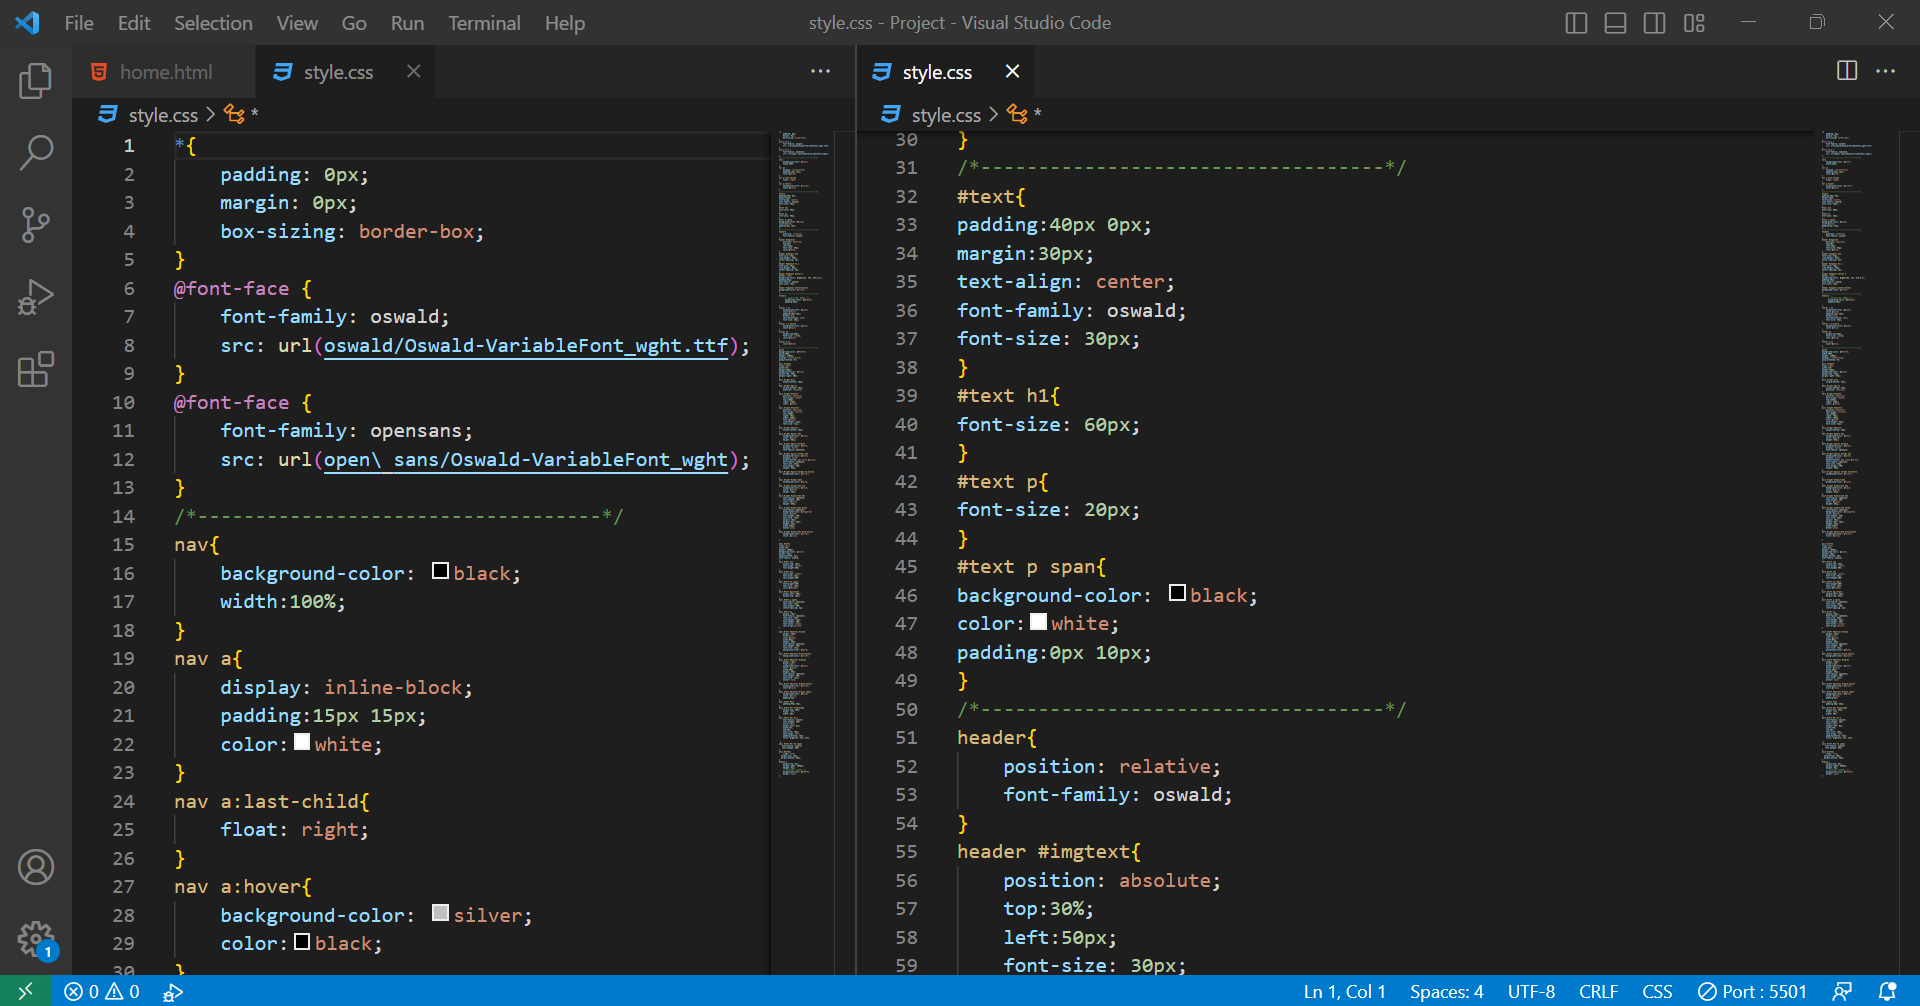 File Edit Selection View Go Run Terminal Help
style.css - Project - Visual Studio Code
home.html
style.css
style.css > *
1 *{
2 padding: 0px;
3 margin: 0px;
4 box-sizing: border-box;
5 }
6 @font-face {
7 font-family: oswald;
8 src: url(oswald/Oswald-VariableFont_wght.ttf);
9 }
10 @font-face {
11 font-family: opensans;
12 src: url(open\ sans/Oswald-VariableFont_wght);
13 }
14 /*-----------------------------------*/
15 nav{
16 background-color: black;
17 width:100%;
18 }
19 nav a{
20 display: inline-block;
21 padding:15px 15px;
22 color:white;
23 }
24 nav a:last-child{
25 float: right;
26 }
27 nav a:hover{
28 background-color: silver;
29 color:black;
30 }
style.css
style.css > *
30 }
31 /*-----------------------------------*/
32 #text{
33 padding:40px 0px;
34 margin:30px;
35 text-align: center;
36 font-family: oswald;
37 font-size: 30px;
38 }
39 #text h1{
40 font-size: 60px;
41 }
42 #text p{
43 font-size: 20px;
44 }
45 #text p span{
46 background-color: black;
47 color:white;
48 padding:0px 10px;
49 }
50 /*-----------------------------------*/
51 header{
52 position: relative;
53 font-family: oswald;
54 }
55 header #imgtext{
56 position: absolute;
57 top:30%;
58 left:50px;
59 font-size: 30px;
1
0 0
Ln 1, Col 1 Spaces: 4 UTF-8 CRLF CSS Port : 5501